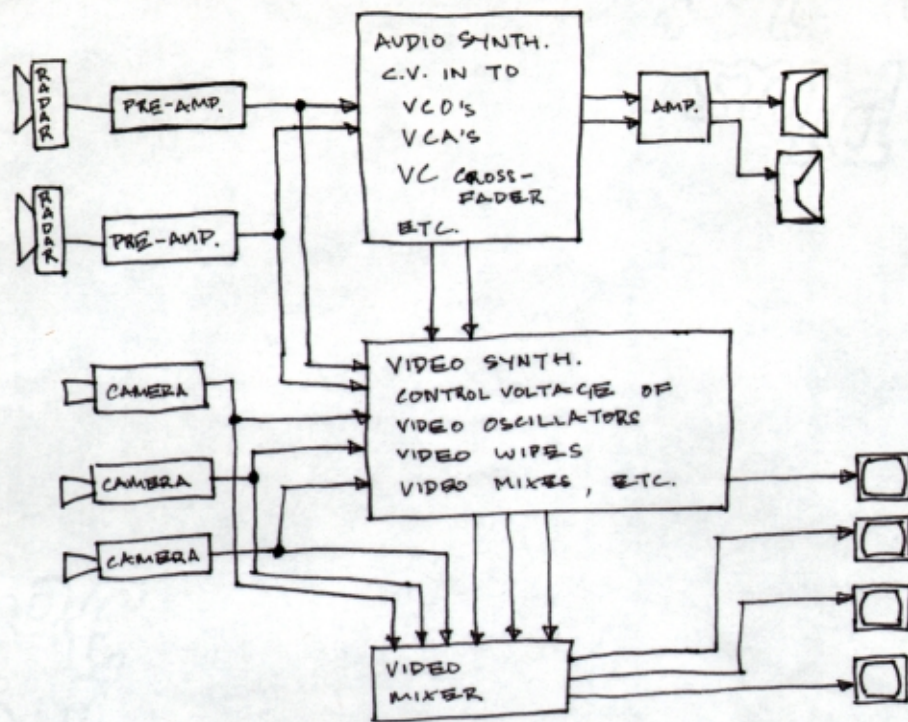 RADAR
PRE-AMP.
AUDIO SYNTH.
C.V. IN TO
VCO'S
VCA'S
VC CROSS-
FADER
ETC.
AMP.
RADAR
PRE-AMP.
VIDEO SYNTH.
CONTROL VOLTAGE OF
VIDEO OSCILLATORS
VIDEO WIPES
VIDEO MIXES, ETC.
CAMERA
CAMERA
CAMERA
VIDEO
MIXER